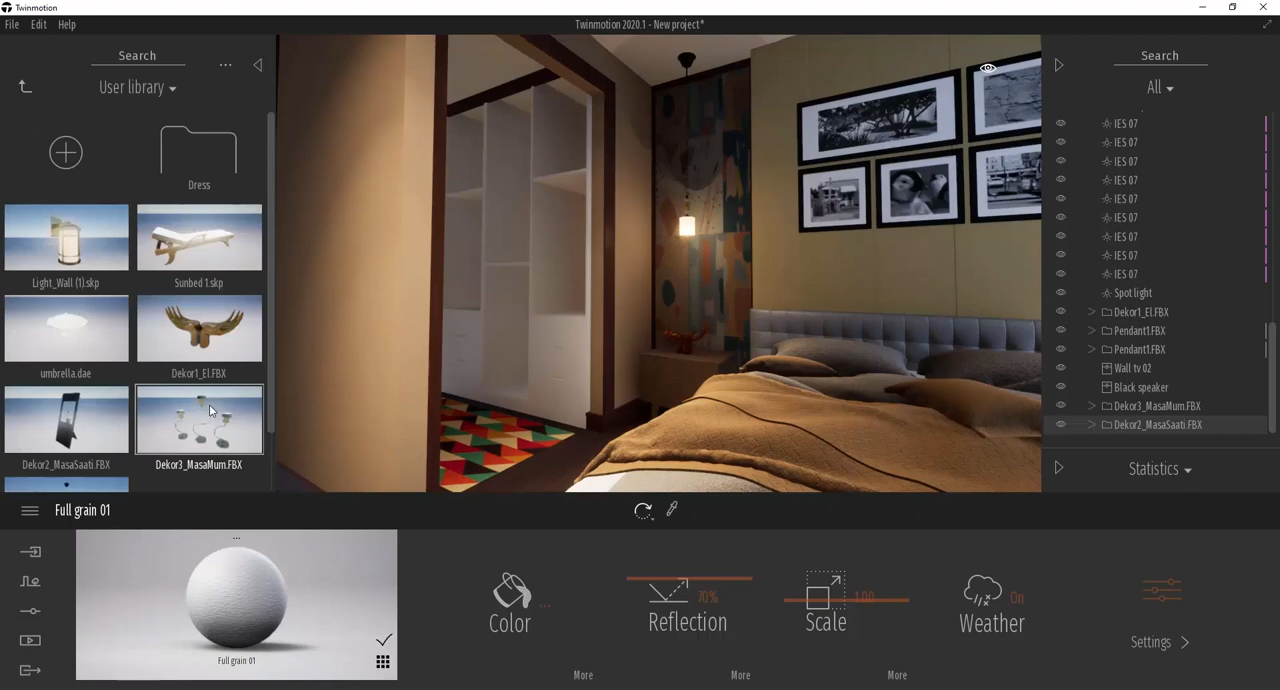 Twinmotion
File Edit Help
Twinmotion 2020.1 - New project*
Search
...
User library
Dress
Light_Wall (1).skp
Sunbed 1.skp
umbrella.dae
Dekor1_El.FBX
Dekor2_MasaSaati.FBX
Dekor3_MasaMum.FBX
Search
All
IES 07
IES 07
IES 07
IES 07
IES 07
IES 07
IES 07
IES 07
IES 07
Spot light
> Dekor1_El.FBX
> Pendant1.FBX
> Pendant1.FBX
Wall tv 02
Black speaker
> Dekor3_MasaMum.FBX
> Dekor2_MasaSaati.FBX
Statistics
Full grain 01
...
Full grain 01
Color ...
Reflection 70%
Scale 1.00
Weather On
Settings >
More
More
More